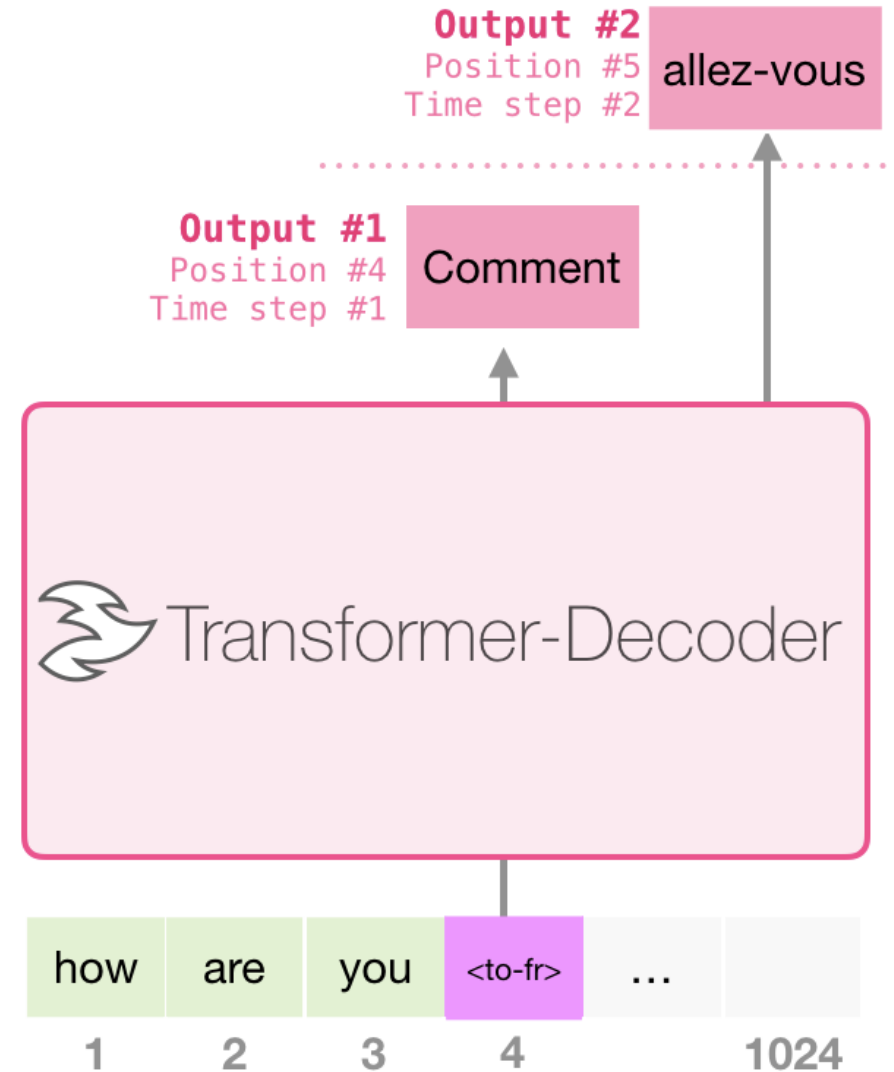 Output #2
Position #5
Time step #2
allez-vous
Output #1
Position #4
Time step #1
Comment
Transformer-Decoder
how are you <to-fr> ...
1 2 3 4 1024